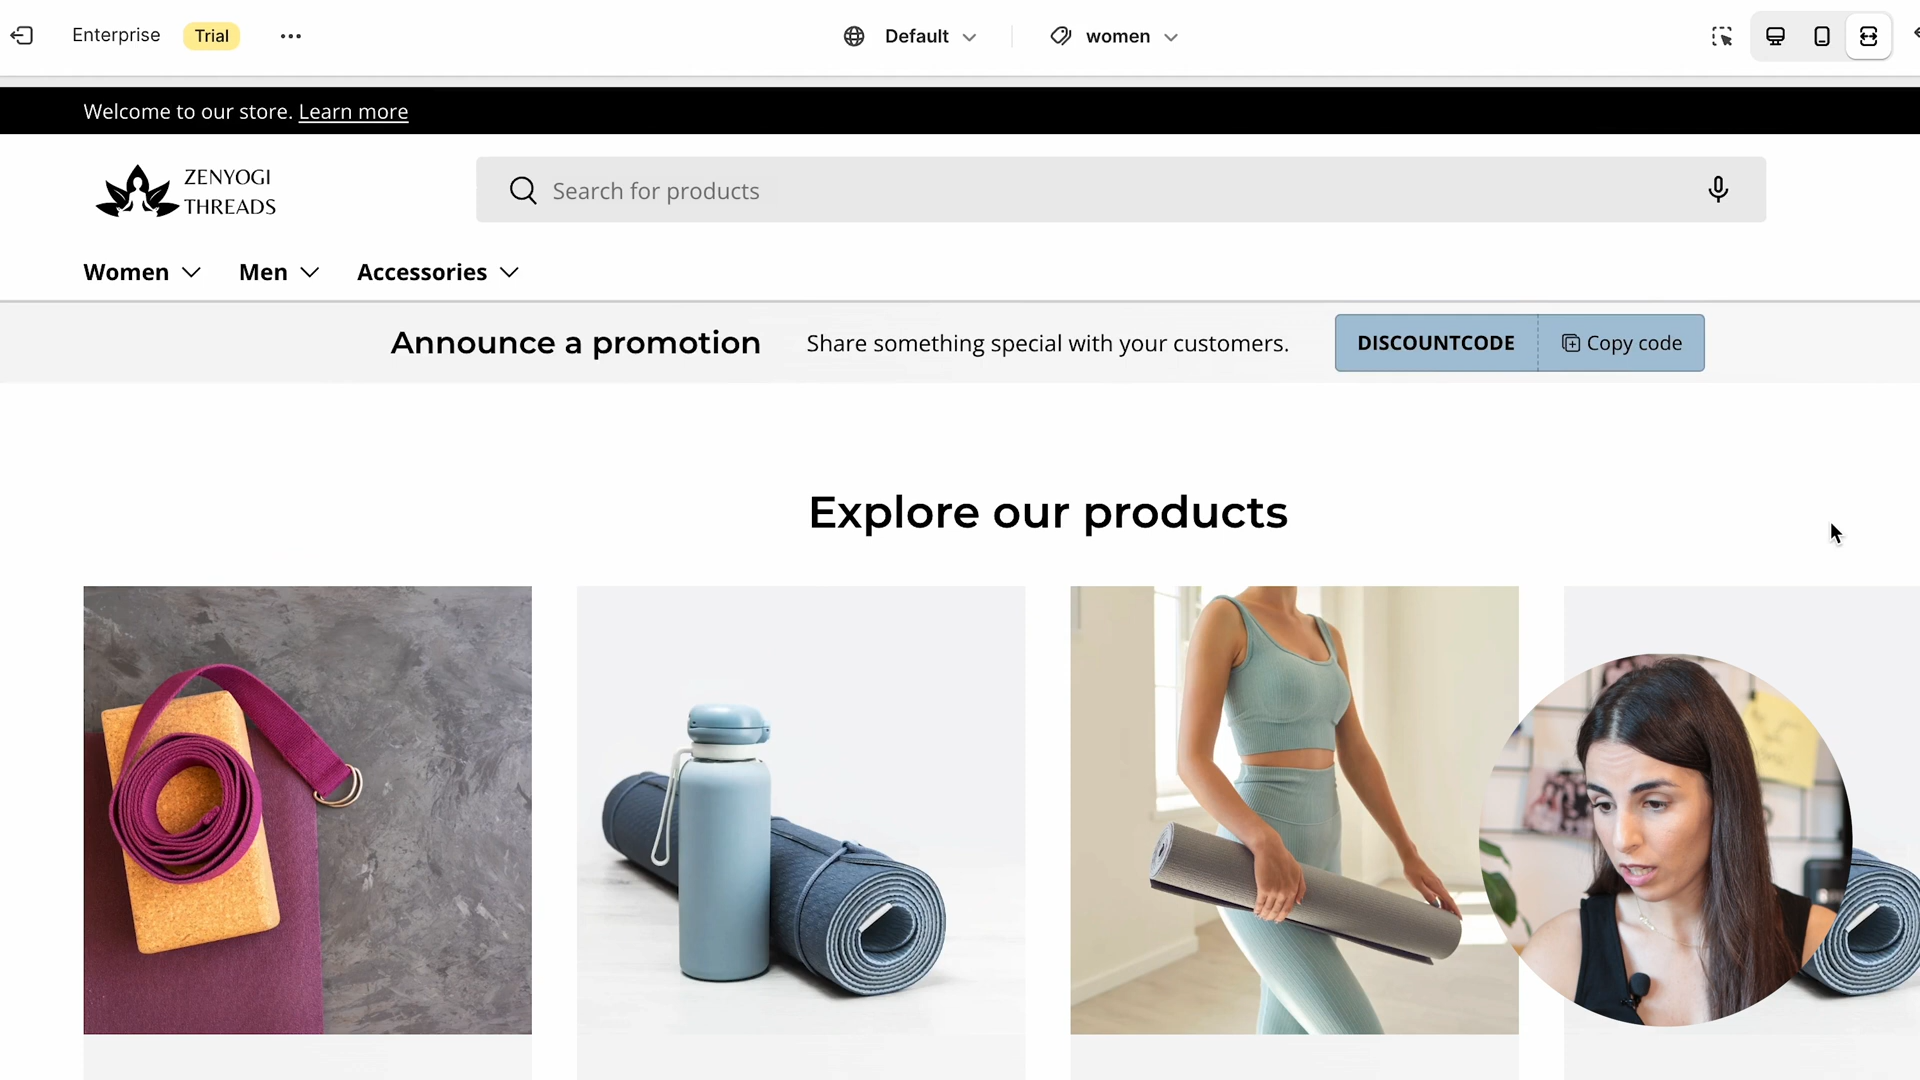 Enterprise Trial Default women
Welcome to our store. Learn more
ZENYOGI
THREADS
Search for products
Women Men Accessories
Announce a promotion Share something special with your customers. DISCOUNTCODE Copy code
Explore our products